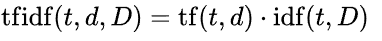 tfidf(t, d, D) = tf(t, d) · idf(t, D)